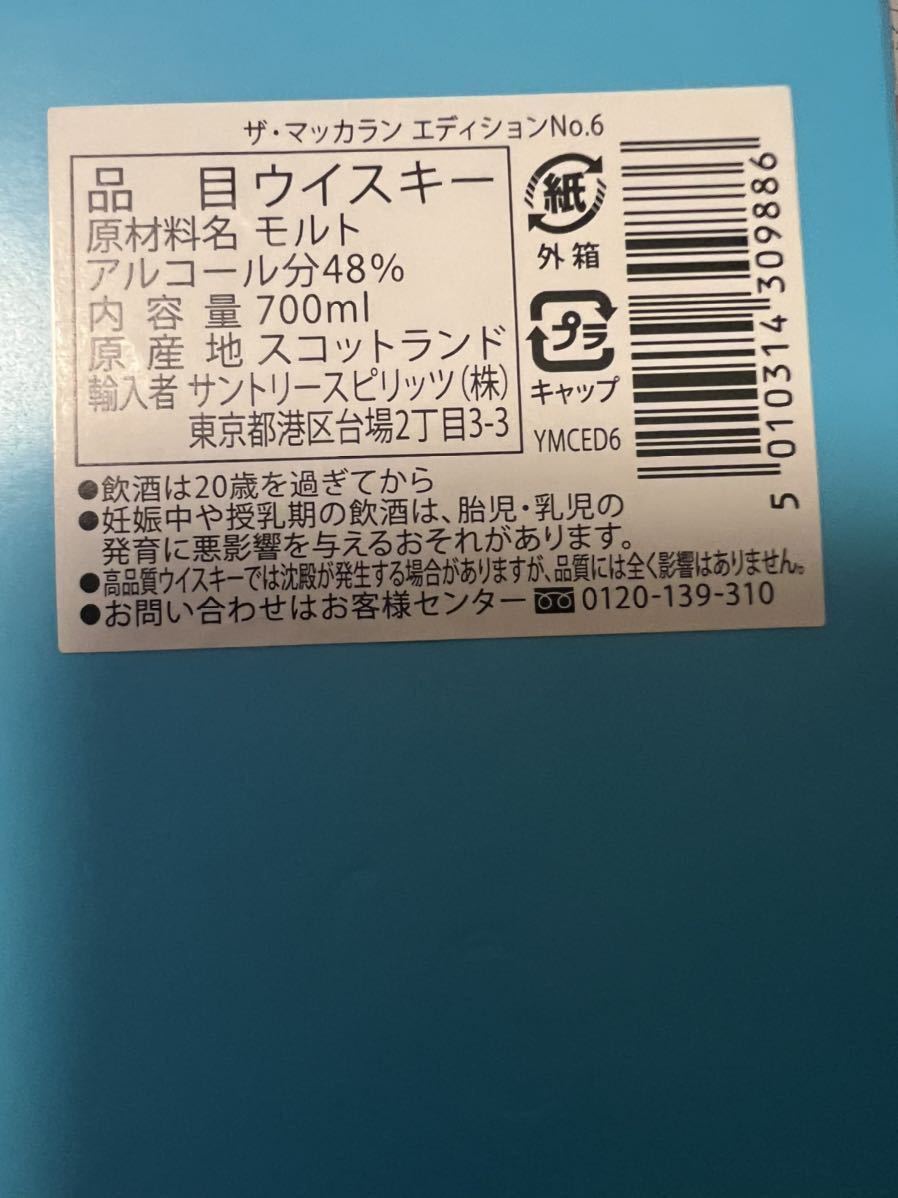 ザ・マッカラン エディションNo.6
品 目 ウイスキー
原材料名 モルト
アルコール分48%
内容量 700ml
原産地 スコットランド
輸入者 サントリースピリッツ(株)
東京都港区台場2丁目3-3
紙
外箱
プラ
キャップ
YMCED6
5 010314 309886
●飲酒は20歳を過ぎてから
●妊娠中や授乳期の飲酒は、胎児・乳児の
発育に悪影響を与えるおそれがあります。
●高品質ウイスキーでは沈殿が発生する場合がありますが、品質には全く影響はありません。
●お問い合わせはお客様センター 0120-139-310